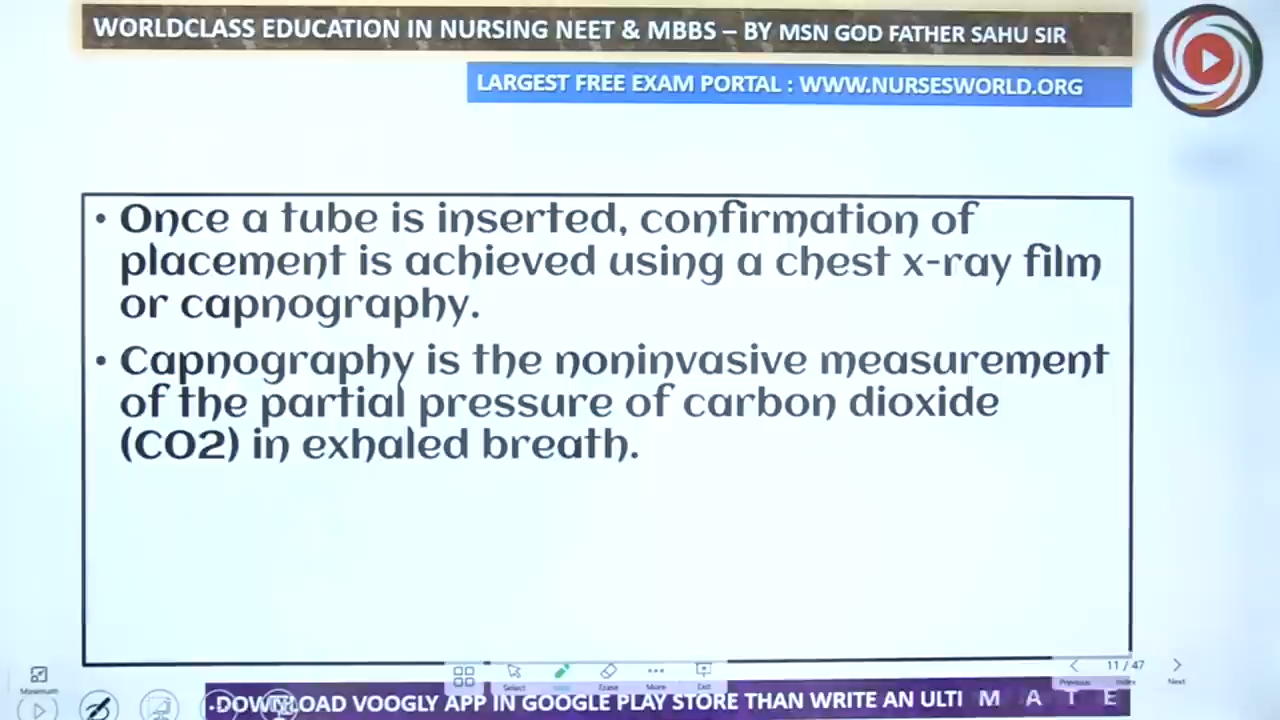 WORLDCLASS EDUCATION IN NURSING NEET & MBBS – BY MSN GOD FATHER SAHU SIR
LARGEST FREE EXAM PORTAL : WWW.NURSESWORLD.ORG
• Once a tube is inserted, confirmation of
placement is achieved using a chest x-ray film
or capnography.
• Capnography is the noninvasive measurement
of the partial pressure of carbon dioxide
(CO2) in exhaled breath.
11 / 47
Maximum
Select
Erase
More
Exit
Previous
Index
Next
.DOWNLOAD VOOGLY APP IN GOOGLE PLAY STORE THAN WRITE AN ULTI M A T E